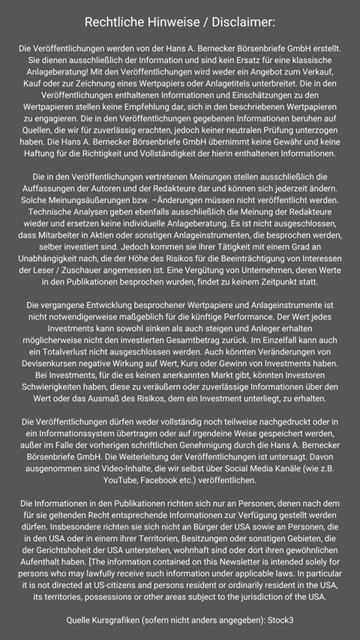 Rechtliche Hinweise / Disclaimer:
Die Veröffentlichungen werden von der Hans A. Bernecker Börsenbriefe GmbH erstellt.
Sie dienen ausschließlich der Information und sind kein Ersatz für eine klassische
Anlageberatung! Mit den Veröffentlichungen wird weder ein Angebot zum Verkauf,
Kauf oder zur Zeichnung eines Wertpapiers oder Anlagetitels unterbreitet. Die in den
Veröffentlichungen enthaltenen Informationen und Einschätzungen zu den
Wertpapieren stellen keine Empfehlung dar, sich in den beschriebenen Wertpapieren
zu engagieren. Die in den Veröffentlichungen gegebenen Informationen beruhen auf
Quellen, die wir für zuverlässig erachten, jedoch keiner neutralen Prüfung unterzogen
haben. Die Hans A. Bernecker Börsenbriefe GmbH übernimmt keine Gewähr und keine
Haftung für die Richtigkeit und Vollständigkeit der hierin enthaltenen Informationen.
Die in den Veröffentlichungen vertretenen Meinungen stellen ausschließlich die
Auffassungen der Autoren und der Redakteure dar und können sich jederzeit ändern.
Solche Meinungsäußerungen bzw. –Änderungen müssen nicht veröffentlicht werden.
Technische Analysen geben ebenfalls ausschließlich die Meinung der Redakteure
wieder und ersetzen keine individuelle Anlageberatung. Es ist nicht ausgeschlossen,
dass Mitarbeiter in Aktien oder sonstigen Anlageinstrumenten, die besprochen werden,
selber investiert sind. Jedoch kommen sie ihrer Tätigkeit mit einem Grad an
Unabhängigkeit nach, die der Höhe des Risikos für die Beeinträchtigung von Interessen
der Leser / Zuschauer angemessen ist. Eine Vergütung von Unternehmen, deren Werte
in den Publikationen besprochen wurden, findet zu keinem Zeitpunkt statt.
Die vergangene Entwicklung besprochener Wertpapiere und Anlageinstrumente ist
nicht notwendigerweise maßgeblich für die künftige Performance. Der Wert jedes
Investments kann sowohl sinken als auch steigen und Anleger erhalten
möglicherweise nicht den investierten Gesamtbetrag zurück. Im Einzelfall kann auch
ein Totalverlust nicht ausgeschlossen werden. Auch könnten Veränderungen von
Devisenkursen negative Wirkung auf Wert, Kurs oder Gewinn von Investments haben.
Bei Investments, für die es keinen anerkannten Markt gibt, könnten Investoren
Schwierigkeiten haben, diese zu veräußern oder zuverlässige Informationen über den
Wert oder das Ausmaß des Risikos, dem ein Investment unterliegt, zu erhalten.
Die Veröffentlichungen dürfen weder vollständig noch teilweise nachgedruckt oder in
ein Informationssystem übertragen oder auf irgendeine Weise gespeichert werden,
außer im Falle der vorherigen schriftlichen Genehmigung durch die Hans A. Bernecker
Börsenbriefe GmbH. Die Weiterleitung der Veröffentlichungen ist untersagt. Davon
ausgenommen sind Video-Inhalte, die wir selbst über Social Media Kanäle (wie z.B.
YouTube, Facebook etc.) veröffentlichen.
Die Informationen in den Publikationen richten sich nur an Personen, denen nach dem
für sie geltenden Recht entsprechende Informationen zur Verfügung gestellt werden
dürfen. Insbesondere richten sie sich nicht an Bürger der USA sowie an Personen, die
in den USA oder in einem ihrer Territorien, Besitzungen oder sonstigen Gebieten, die
der Gerichtshoheit der USA unterstehen, wohnhaft sind oder dort ihren gewöhnlichen
Aufenthalt haben. [The information contained on this Newsletter is intended solely for
persons who may lawfully receive such information under applicable laws. In particular
it is not directed at US-citizens and persons resident or ordinarily resident in the USA,
its territories, possessions or other areas subject to the jurisdiction of the USA.
Quelle Kursgrafiken (sofern nicht anders angegeben): Stock3